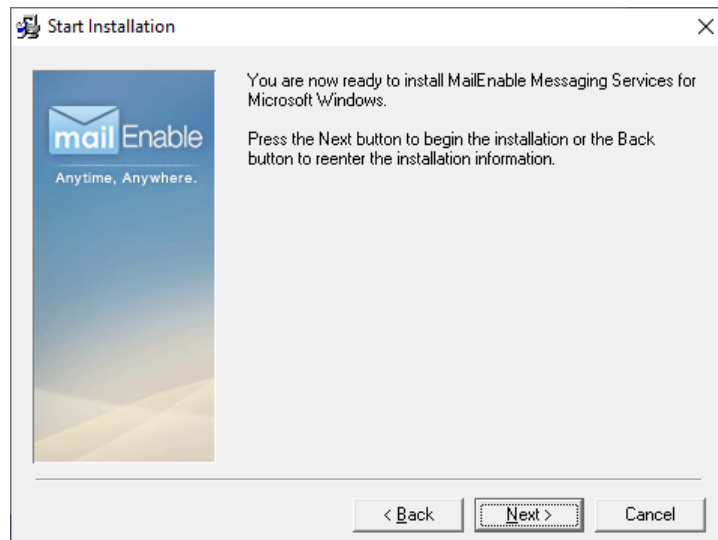 Start Installation
mail Enable
Anytime, Anywhere.
You are now ready to install MailEnable Messaging Services for
Microsoft Windows.
Press the Next button to begin the installation or the Back
button to reenter the installation information.
< Back
Next >
Cancel